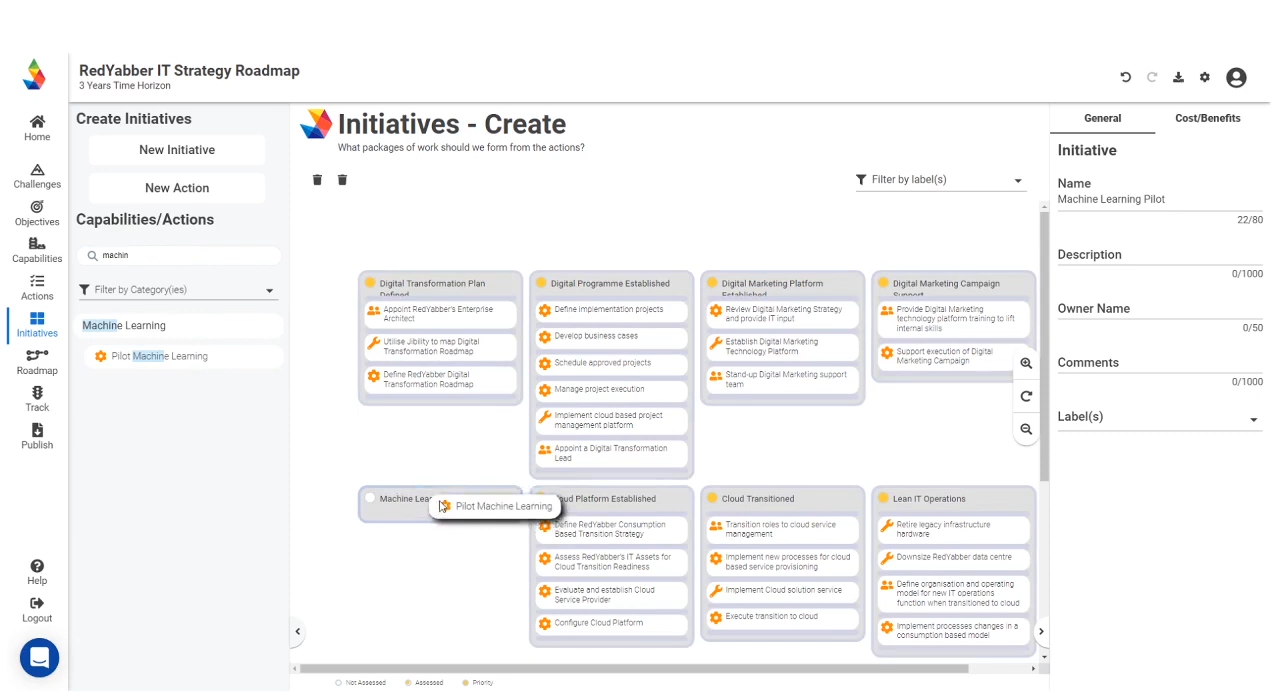 RedYabber IT Strategy Roadmap
3 Years Time Horizon
Home
Challenges
Objectives
Capabilities
Actions
Initiatives
Roadmap
Track
Publish
Help
Logout
Create Initiatives
New Initiative
New Action
Capabilities/Actions
machin
Filter by Category(ies)
Machine Learning
Pilot Machine Learning
Initiatives - Create
What packages of work should we form from the actions?
Filter by label(s)
Digital Transformation Plan
Defined
Appoint RedYabber's Enterprise
Architect
Utilise Jibility to map Digital
Transformation Roadmap
Define RedYabber Digital
Transformation Roadmap
Digital Programme Established
Define implementation projects
Develop business cases
Schedule approved projects
Manage project execution
Implement cloud based project
management platform
Appoint a Digital Transformation
Lead
Digital Marketing Platform
Established
Review Digital Marketing Strategy
and provide IT input
Establish Digital Marketing
Technology Platform
Stand-up Digital Marketing support
team
Digital Marketing Campaign
Support
Provide Digital Marketing
technology platform training to lift
internal skills
Support execution of Digital
Marketing Campaign
Machine Lear
Pilot Machine Learning
oud Platform Established
Define RedYabber Consumption
Based Transition Strategy
Assess RedYabber's IT Assets for
Cloud Transition Readiness
Evaluate and establish Cloud
Service Provider
Configure Cloud Platform
Cloud Transitioned
Transition roles to cloud service
management
Implement new processes for cloud
based service provisioning
Implement Cloud solution service
Execute transition to cloud
Lean IT Operations
Retire legacy infrastructure
hardware
Downsize RedYabber data centre
Define organisation and operating
model for new IT operations
function when transitioned to cloud
Implement processes changes in a
consumption based model
Not Assessed
Assessed
Priority
General
Cost/Benefits
Initiative
Name
Machine Learning Pilot
22/80
Description
0/1000
Owner Name
0/50
Comments
0/1000
Label(s)